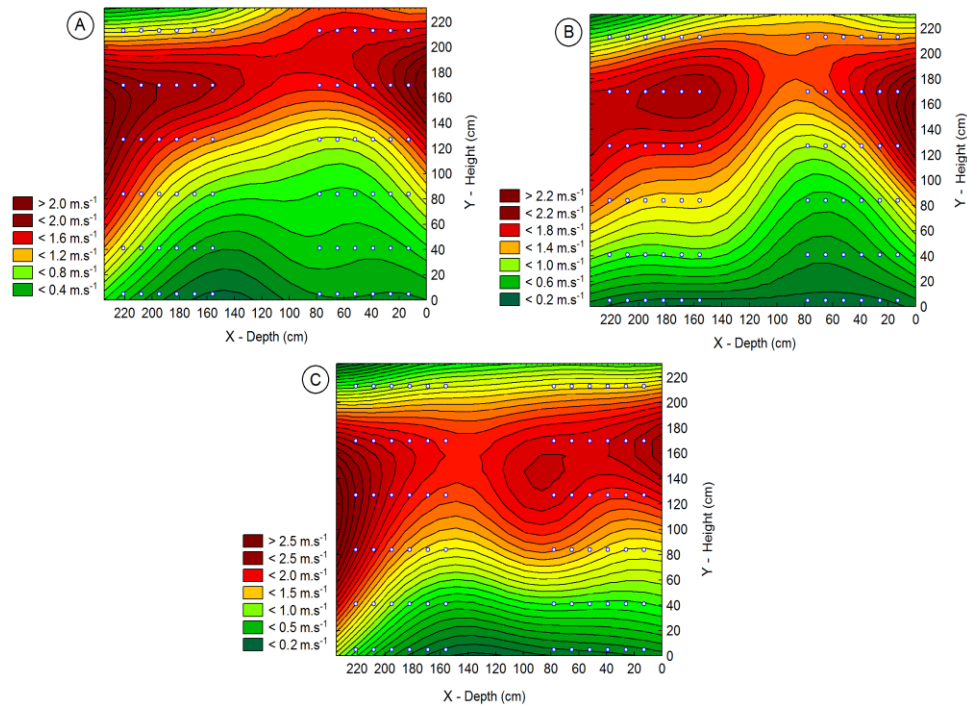 A
220
200
180
160
140
120
100
80
60
40
20
0
Y - Height (cm)
> 2.0 m.s⁻¹
< 2.0 m.s⁻¹
< 1.6 m.s⁻¹
< 1.2 m.s⁻¹
< 0.8 m.s⁻¹
< 0.4 m.s⁻¹
220 200 180 160 140 120 100 80 60 40 20 0
X - Depth (cm)
B
220
200
180
160
140
120
100
80
60
40
20
0
Y - Height (cm)
> 2.2 m.s⁻¹
< 2.2 m.s⁻¹
< 1.8 m.s⁻¹
< 1.4 m.s⁻¹
< 1.0 m.s⁻¹
< 0.6 m.s⁻¹
< 0.2 m.s⁻¹
220 200 180 160 140 120 100 80 60 40 20 0
X - Depth (cm)
C
220
200
180
160
140
120
100
80
60
40
20
0
Y - Height (cm)
> 2.5 m.s⁻¹
< 2.5 m.s⁻¹
< 2.0 m.s⁻¹
< 1.5 m.s⁻¹
< 1.0 m.s⁻¹
< 0.5 m.s⁻¹
< 0.2 m.s⁻¹
220 200 180 160 140 120 100 80 60 40 20 0
X - Depth (cm)